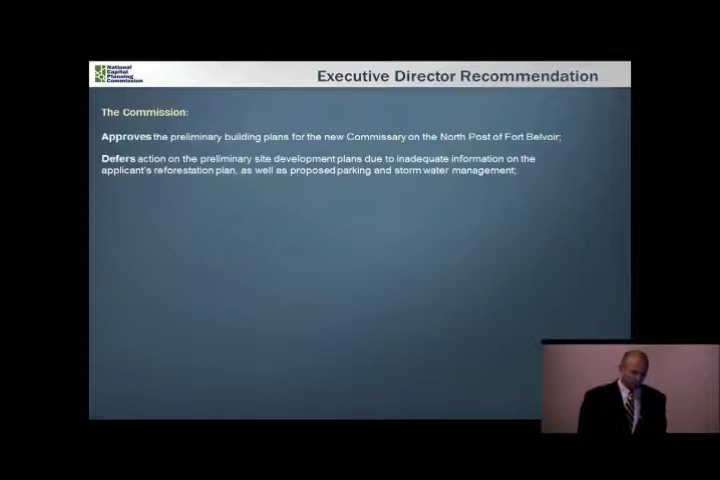 National
Capital
Planning
Commission
Executive Director Recommendation
The Commission:
Approves the preliminary building plans for the new Commissary on the North Post of Fort Belvoir;
Defers action on the preliminary site development plans due to inadequate information on the
applicant's reforestation plan, as well as proposed parking and storm water management;